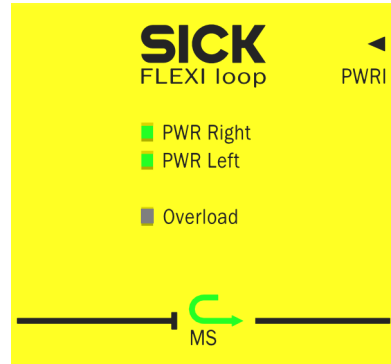 SICK
FLEXI loop
PWRI
PWR Right
PWR Left
Overload
MS